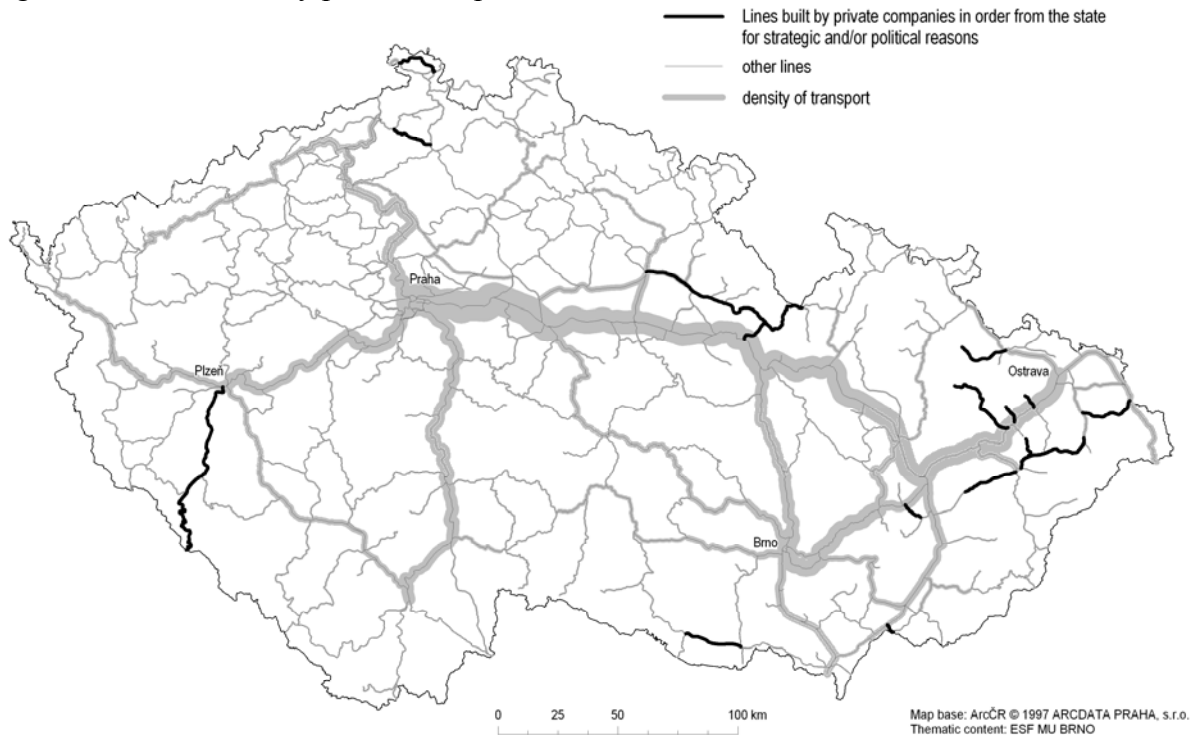 Lines built by private companies in order from the state
for strategic and/or political reasons
other lines
density of transport
Praha
Plzeň
Ostrava
Brno
0 25 50 100 km
Map base: ArcČR © 1997 ARCDATA PRAHA, s.r.o.
Thematic content: ESF MU BRNO